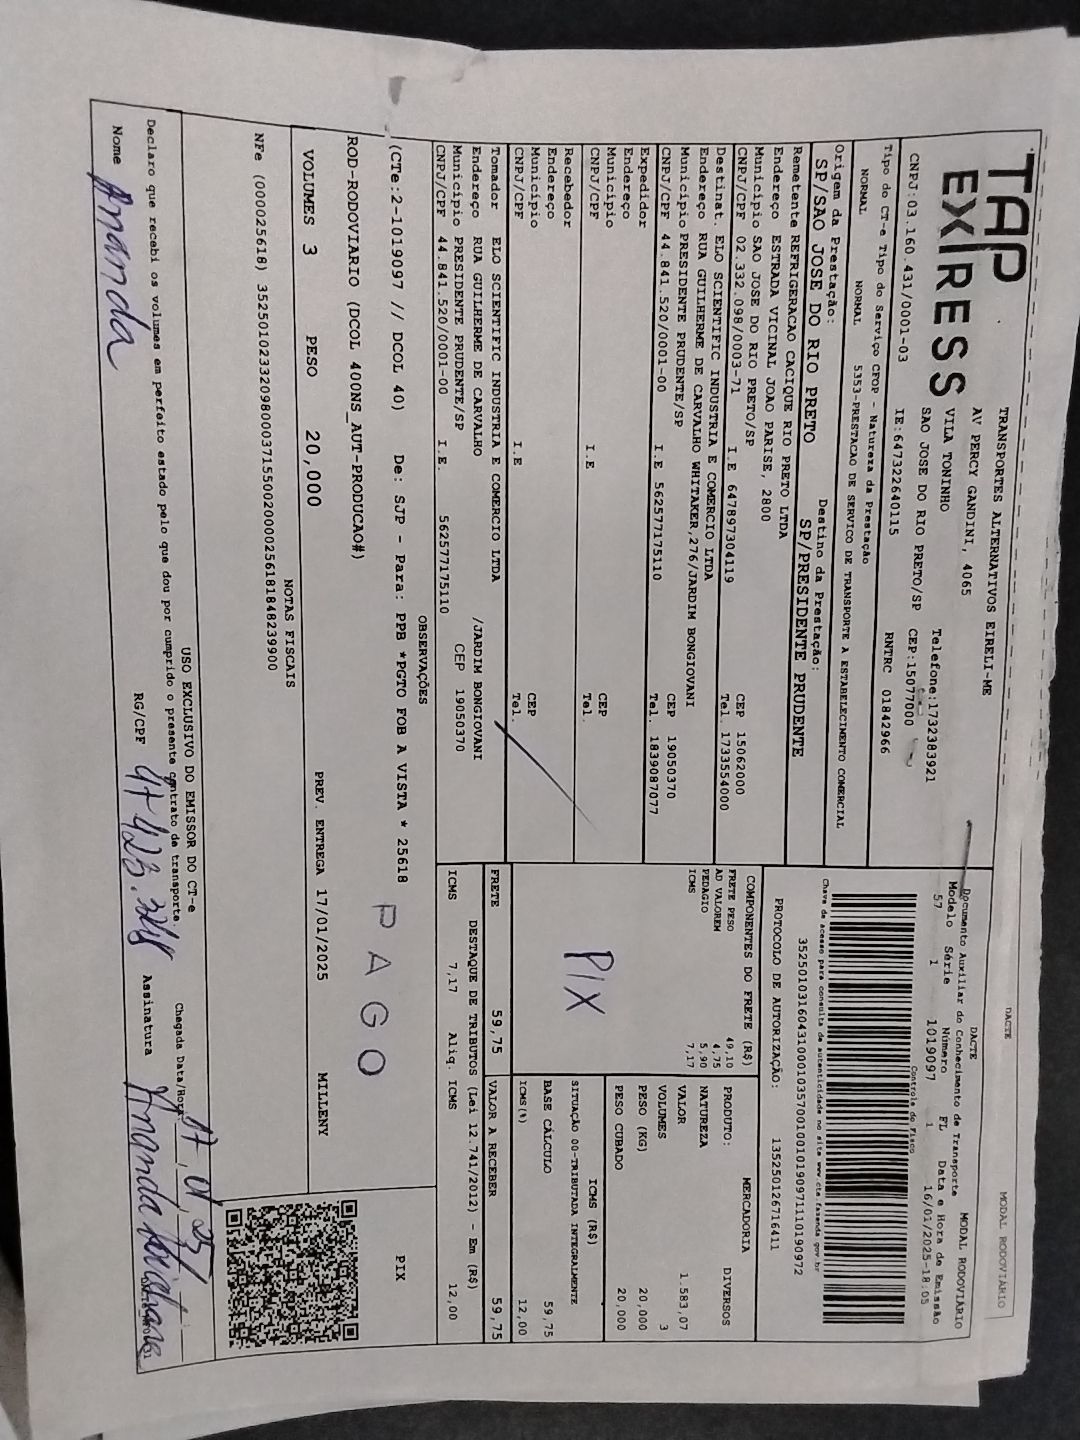 DACTE MODAL RODOVIÁRIO
TAP EXPRESS
TRANSPORTES ALTERNATIVOS EIRELI-ME
AV PERCY GANDINI, 4065
VILA TONINHO
SAO JOSE DO RIO PRETO/SP CEP:15077000
Telefone:1732383921
CNPJ:03.160.431/0001-03 IE:647322640115 RNTRC 01842966
DACTE MODAL RODOVIÁRIO
Documento Auxiliar do Conhecimento de Transporte
Modelo Série Número FL Data e Hora de Emissão
57 1 1019097 1 16/01/2025-18:05
Controle do Fisco
Chave de acesso para consulta de autenticidade no site www.cte.fazenda.gov.br
PROTOCOLO DE AUTORIZAÇÃO: 135250126716411
Tipo do CT-e Tipo do Serviço CFOP - Natureza da Prestação
NORMAL NORMAL 5353-PRESTACAO DE SERVICO DE TRANSPORTE A ESTABELECIMENTO COMERCIAL
Origem da Prestação: Destino da Prestação:
SP/SAO JOSE DO RIO PRETO SP/PRESIDENTE PRUDENTE
Remetente REFRIGERACAO CACIQUE RIO PRETO LTDA
Endereço ESTRADA VICINAL JOAO PARISE, 2800
Município SAO JOSE DO RIO PRETO/SP CEP 15062000
CNPJ/CPF 02.332.098/0003-71 I.E 647897304119 Tel. 1733554000
Destinat. ELO SCIENTIFIC INDUSTRIA E COMERCIO LTDA
Endereço RUA GUILHERME DE CARVALHO WHITAKER,276/JARDIM BONGIOVANI
Município PRESIDENTE PRUDENTE/SP CEP 19050370
CNPJ/CPF 44.841.520/0001-00 I.E 562577175110 Tel. 1839087077
Expedidor
Endereço
Município CEP
CNPJ/CPF I.E Tel.
Recebedor
Endereço
Município CEP
CNPJ/CPF I.E Tel.
Tomador ELO SCIENTIFIC INDUSTRIA E COMERCIO LTDA
Endereço RUA GUILHERME DE CARVALHO /JARDIM BONGIOVANI
Município PRESIDENTE PRUDENTE/SP CEP 19050370
CNPJ/CPF 44.841.520/0001-00 I.E. 562577175110
COMPONENTES DO FRETE (R$)
FRETE PESO 49,10
AD VALOREM 4,75
PEDAGIO 5,90
ICMS 7,17
PIX
MERCADORIA
PRODUTO: DIVERSOS
NATUREZA
VALOR 1.583,07
VOLUMES 3
PESO (KG) 20,000
PESO CUBADO 20,000
ICMS (R$)
SITUAÇÃO 00-TRIBUTADA INTEGRALMENTE
BASE CÁLCULO 59,75
ICMS(%) 12,00
FRETE 59,75 VALOR A RECEBER 59,75
DESTAQUE DE TRIBUTOS (Lei 12.741/2012) - Em (R$)
ICMS 7,17 Aliq. ICMS 12,00
OBSERVAÇÕES
(CTe:2-1019097 // DCOL 40) De: SJP - Para: PPB *PGTO FOB A VISTA * 25618
PAGO
PIX
ROD-RODOVIARIO (DCOL 400NS_AUT-PRODUCAO#)
VOLUMES 3 PESO 20,000 PREV. ENTREGA 17/01/2025 MILLENY
NOTAS FISCAIS
NFe (000025618)
USO EXCLUSIVO DO EMISSOR DO CT-e
Declaro que recebi os volumes em perfeito estado pelo que dou por cumprido o presente contrato de transporte.
Chegada Data/Hora: 17/01/25
Nome Amanda RG/CPF Assinatura Amanda